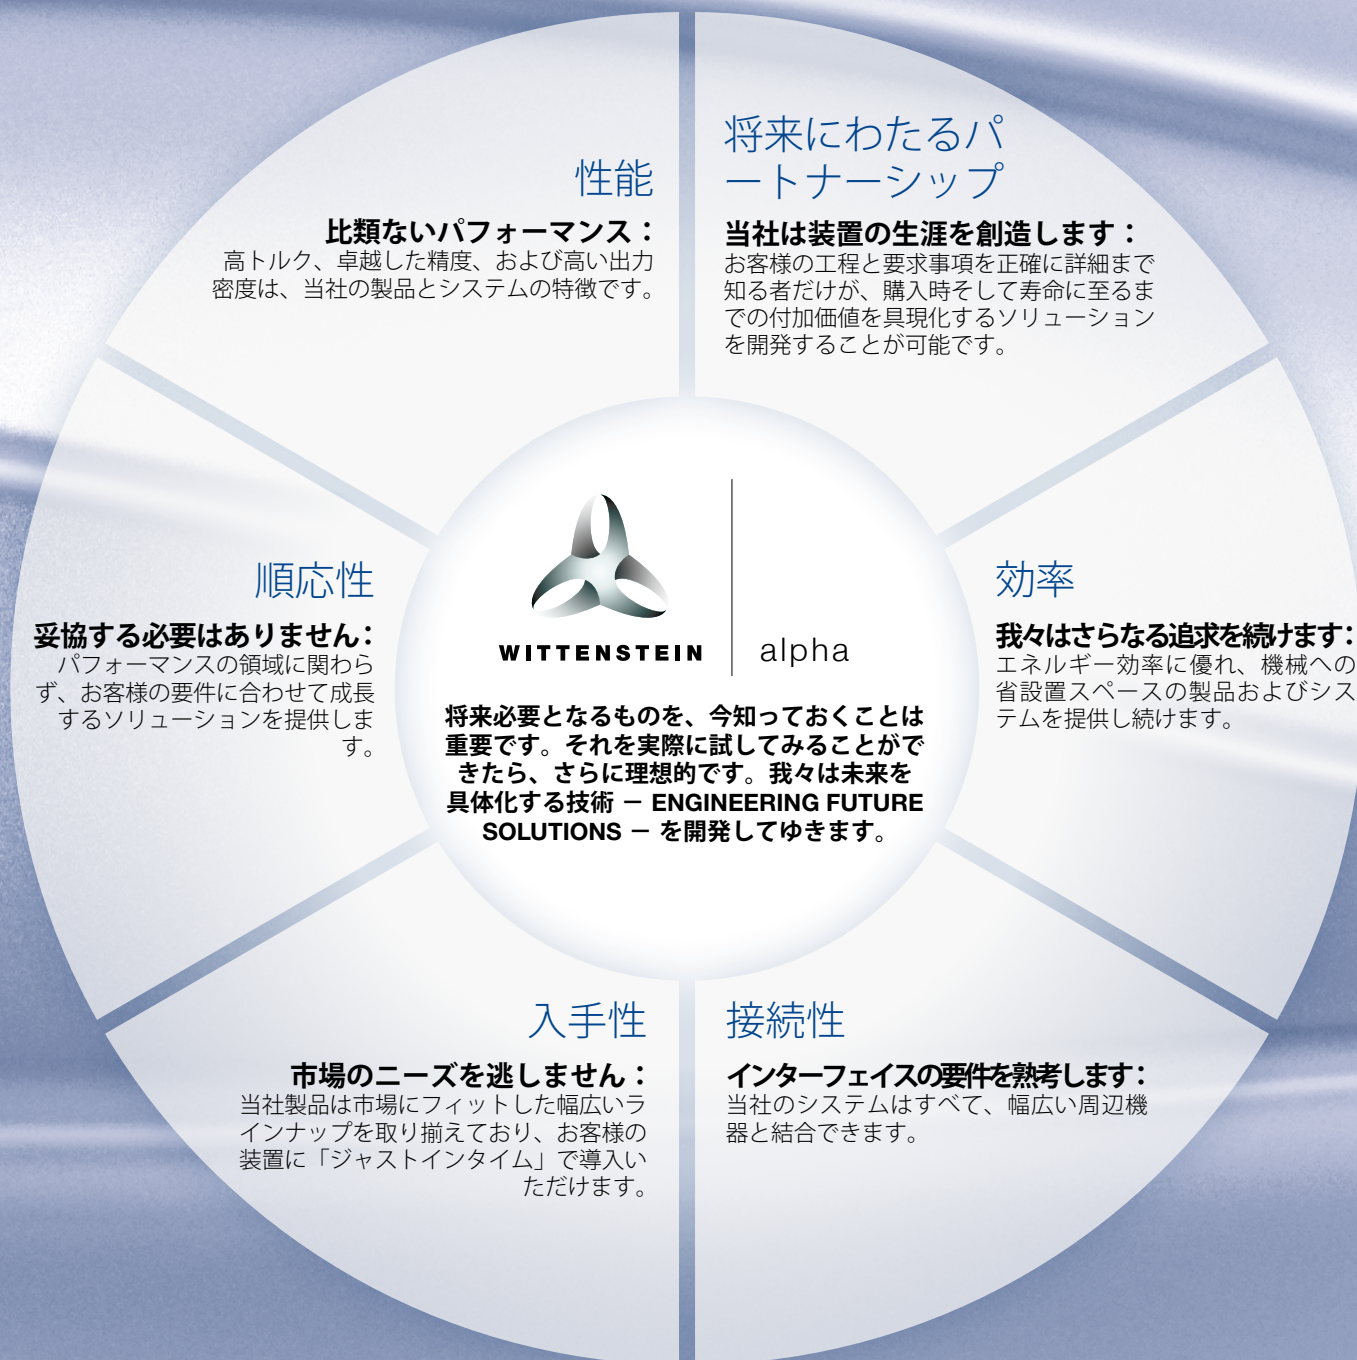 性能
比類ないパフォーマンス：
高トルク、卓越した精度、および高い出力
密度は、当社の製品とシステムの特徴です。
将来にわたるパ
ートナーシップ
当社は装置の生涯を創造します：
お客様の工程と要求事項を正確に詳細まで
知る者だけが、購入時そして寿命に至るま
での付加価値を具現化するソリューション
を開発することが可能です。
順応性
妥協する必要はありません：
パフォーマンスの領域に関わら
ず、お客様の要件に合わせて成長
するソリューションを提供しま
す。
WITTENSTEIN
alpha
将来必要となるものを、今知っておくことは
重要です。それを実際に試してみることがで
きたら、さらに理想的です。我々は未来を
具体化する技術 － ENGINEERING FUTURE
SOLUTIONS － を開発してゆきます。
効率
我々はさらなる追求を続けます：
エネルギー効率に優れ、機械への
省設置スペースの製品およびシス
テムを提供し続けます。
入手性
市場のニーズを逃しません：
当社製品は市場にフィットした幅広いラ
インナップを取り揃えており、お客様の
装置に「ジャストインタイム」で導入い
ただけます。
接続性
インターフェイスの要件を熟考します：
当社のシステムはすべて、幅広い周辺機
器と結合できます。